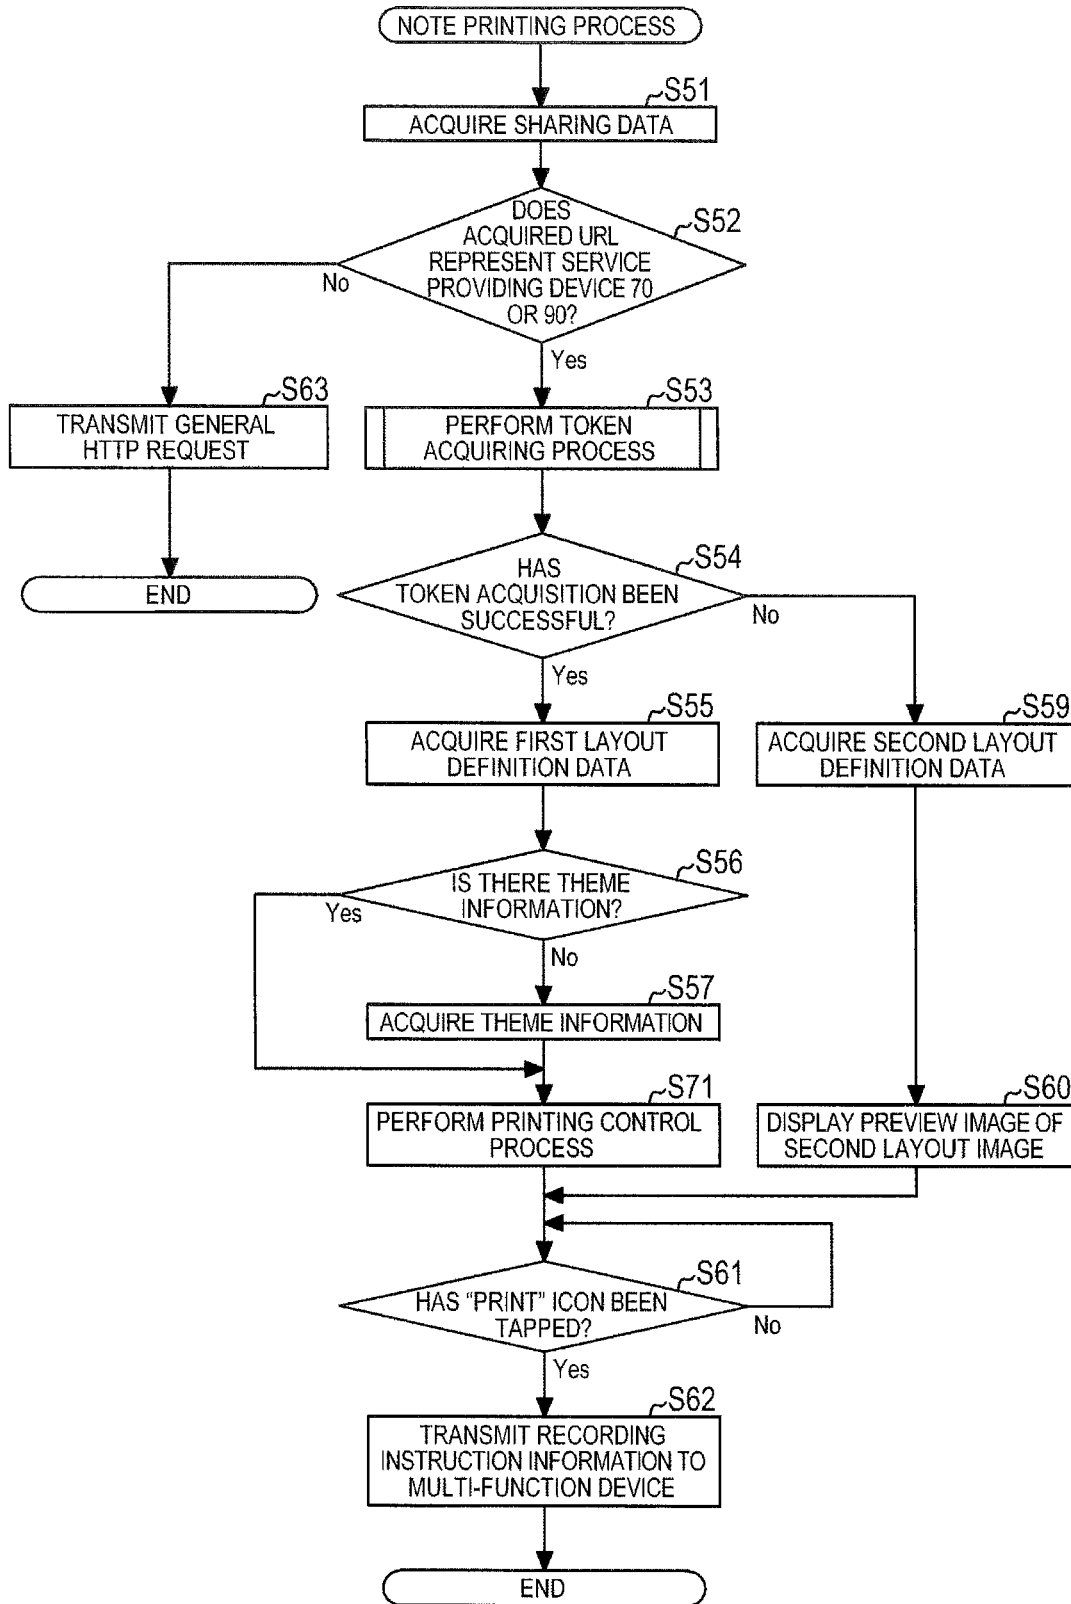 NOTE PRINTING PROCESS
S51
ACQUIRE SHARING DATA
S52
DOES
ACQUIRED URL
REPRESENT SERVICE
PROVIDING DEVICE 70
OR 90?
No
Yes
S63
TRANSMIT GENERAL
HTTP REQUEST
END
S53
PERFORM TOKEN
ACQUIRING PROCESS
S54
HAS
TOKEN ACQUISITION BEEN
SUCCESSFUL?
No
Yes
S55
ACQUIRE FIRST LAYOUT
DEFINITION DATA
S59
ACQUIRE SECOND LAYOUT
DEFINITION DATA
S56
IS THERE THEME
INFORMATION?
Yes
No
S57
ACQUIRE THEME INFORMATION
S71
PERFORM PRINTING CONTROL
PROCESS
S60
DISPLAY PREVIEW IMAGE OF
SECOND LAYOUT IMAGE
S61
HAS “PRINT” ICON BEEN
TAPPED?
No
Yes
S62
TRANSMIT RECORDING
INSTRUCTION INFORMATION TO
MULTI-FUNCTION DEVICE
END